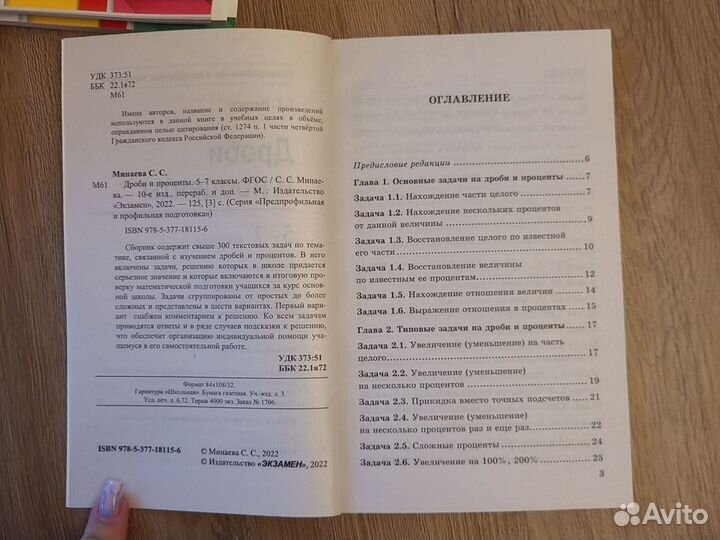 УДК 373:51
ББК 22.1я72
М61
Имена авторов, название и содержание произведений
используются в данной книге в учебных целях в объёме,
оправданном целью цитирования (ст. 1274 п. 1 части четвёртой
Гражданского кодекса Российской Федерации).
Минаева С. С.
М61 Дроби и проценты. 5–7 классы. ФГОС / С. С. Минае-
ва. — 10-е изд., перераб. и доп. — М. : Издательство
«Экзамен», 2022. — 125, [3] с. (Серия «Предпрофильная
и профильная подготовка»)
ISBN 978-5-377-18115-6
Сборник содержит свыше 300 текстовых задач по те-
матике, связанной с изучением дробей и процентов. В него
включены задачи, решению которых в школе придается
серьезное значение и которые включаются в итоговую про-
верку математической подготовки учащихся за курс основ-
ной школы. Задачи сгруппированы от простых до более
сложных и представлены в шести вариантах. Первый вари-
ант снабжен комментарием к решению. Ко всем задачам
приводятся ответы и в ряде случаев подсказки к решению,
что обеспечит организацию индивидуальной помощи уча-
щемуся в его самостоятельной работе.
УДК 373:51
ББК 22.1я72
Формат 84х108/32.
Гарнитура «Школьная». Бумага газетная. Уч.-изд. л. 3.
Усл. печ. л. 6,72. Тираж 4000 экз. Заказ № 1706.
ISBN 978-5-377-18115-6
© Минаева С. С., 2022
© Издательство «ЭКЗАМЕН», 2022
ОГЛАВЛЕНИЕ
Предисловие редакции 6
Глава 1. Основные задачи на дроби и проценты 7
Задача 1.1. Нахождение части целого 7
Задача 1.2. Нахождение нескольких процентов
от данной величины 9
Задача 1.3. Восстановление целого по известной
его части 10
Задача 1.4. Восстановление величины
по известным ее процентам 12
Задача 1.5. Нахождение отношения величин 14
Задача 1.6. Выражение отношения в процентах 15
Глава 2. Типовые задачи на дроби и проценты 17
Задача 2.1. Увеличение (уменьшение) на часть
целого 17
Задача 2.2. Увеличение (уменьшение)
на несколько процентов 19
Задача 2.3. Прикидка вместо точных подсчетов 21
Задача 2.4. Увеличение (уменьшение)
на несколько процентов раз и еще раз 22
Задача 2.5. Сложные проценты 24
Задача 2.6. Увеличение на 100%, 200% 25
3
Avito